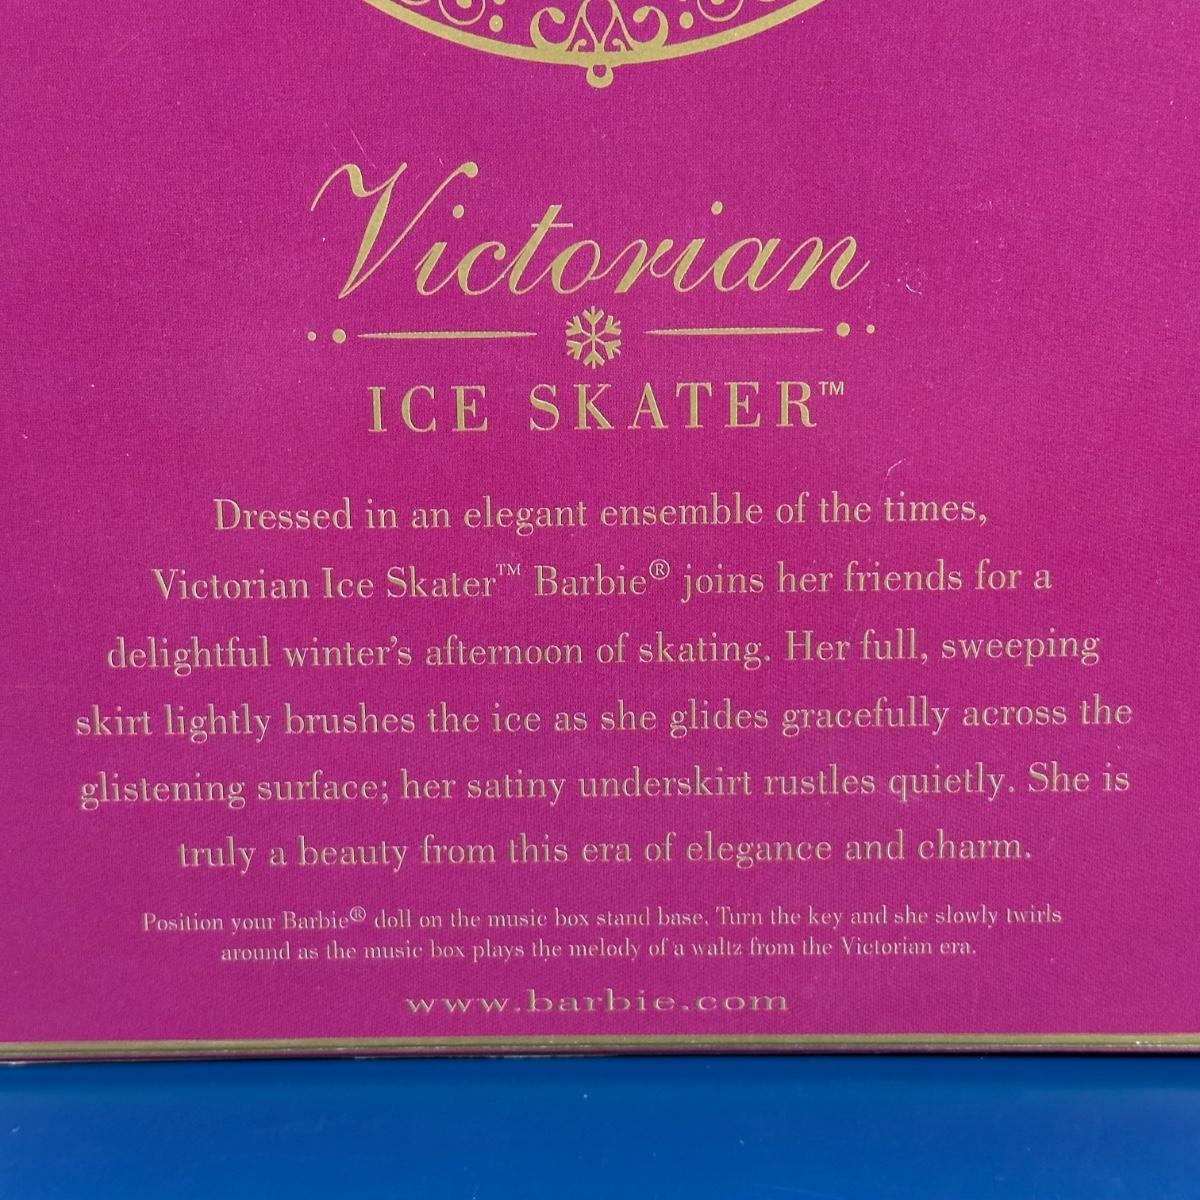 Victorian
ICE SKATER™
Dressed in an elegant ensemble of the times,
Victorian Ice Skater™ Barbie® joins her friends for a
delightful winter's afternoon of skating. Her full, sweeping
skirt lightly brushes the ice as she glides gracefully across the
glistening surface; her satiny underskirt rustles quietly. She is
truly a beauty from this era of elegance and charm.
Position your Barbie® doll on the music box stand base. Turn the key and she slowly twirls
around as the music box plays the melody of a waltz from the Victorian era.
www.barbie.com